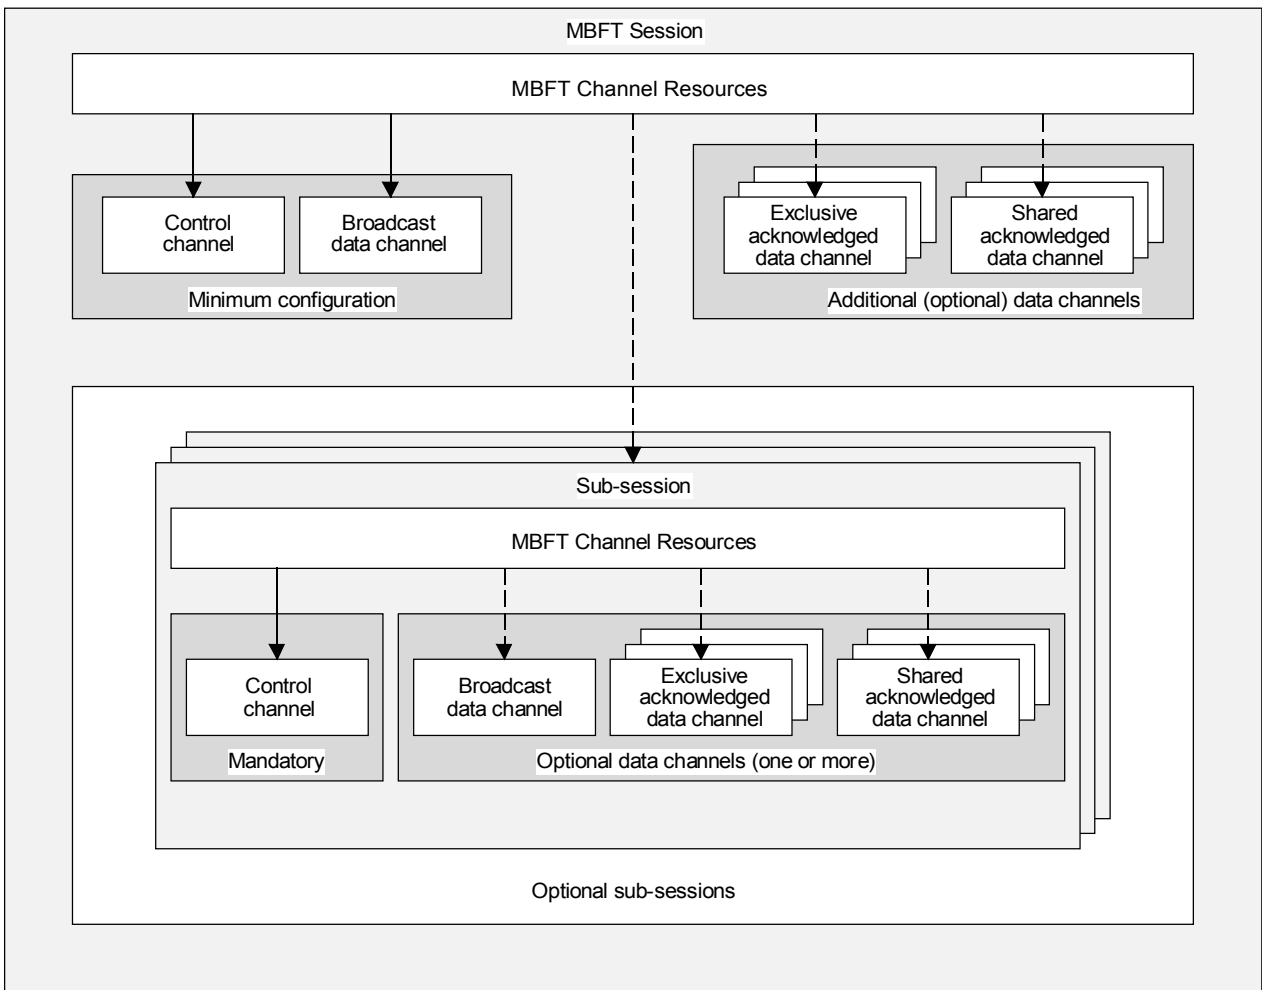 MBFT Session
MBFT Channel Resources
Control
channel
Broadcast
data channel
Minimum configuration
Exclusive
acknowledged
data channel
Shared
acknowledged
data channel
Additional (optional) data channels
Sub-session
MBFT Channel Resources
Control
channel
Mandatory
Broadcast
data channel
Exclusive
acknowledged
data channel
Shared
acknowledged
data channel
Optional data channels (one or more)
Optional sub-sessions